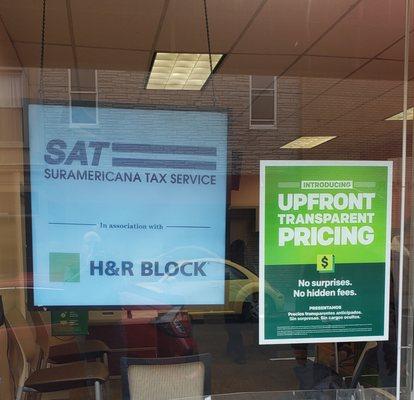 SAT
SURAMERICANA TAX SERVICE
In association with
H&R BLOCK
INTRODUCING
UPFRONT
TRANSPARENT
PRICING
$
No surprises.
No hidden fees.
PRESENTAMOS
Precios transparentes anticipados.
Sin sorpresas. Sin cargos ocultos.